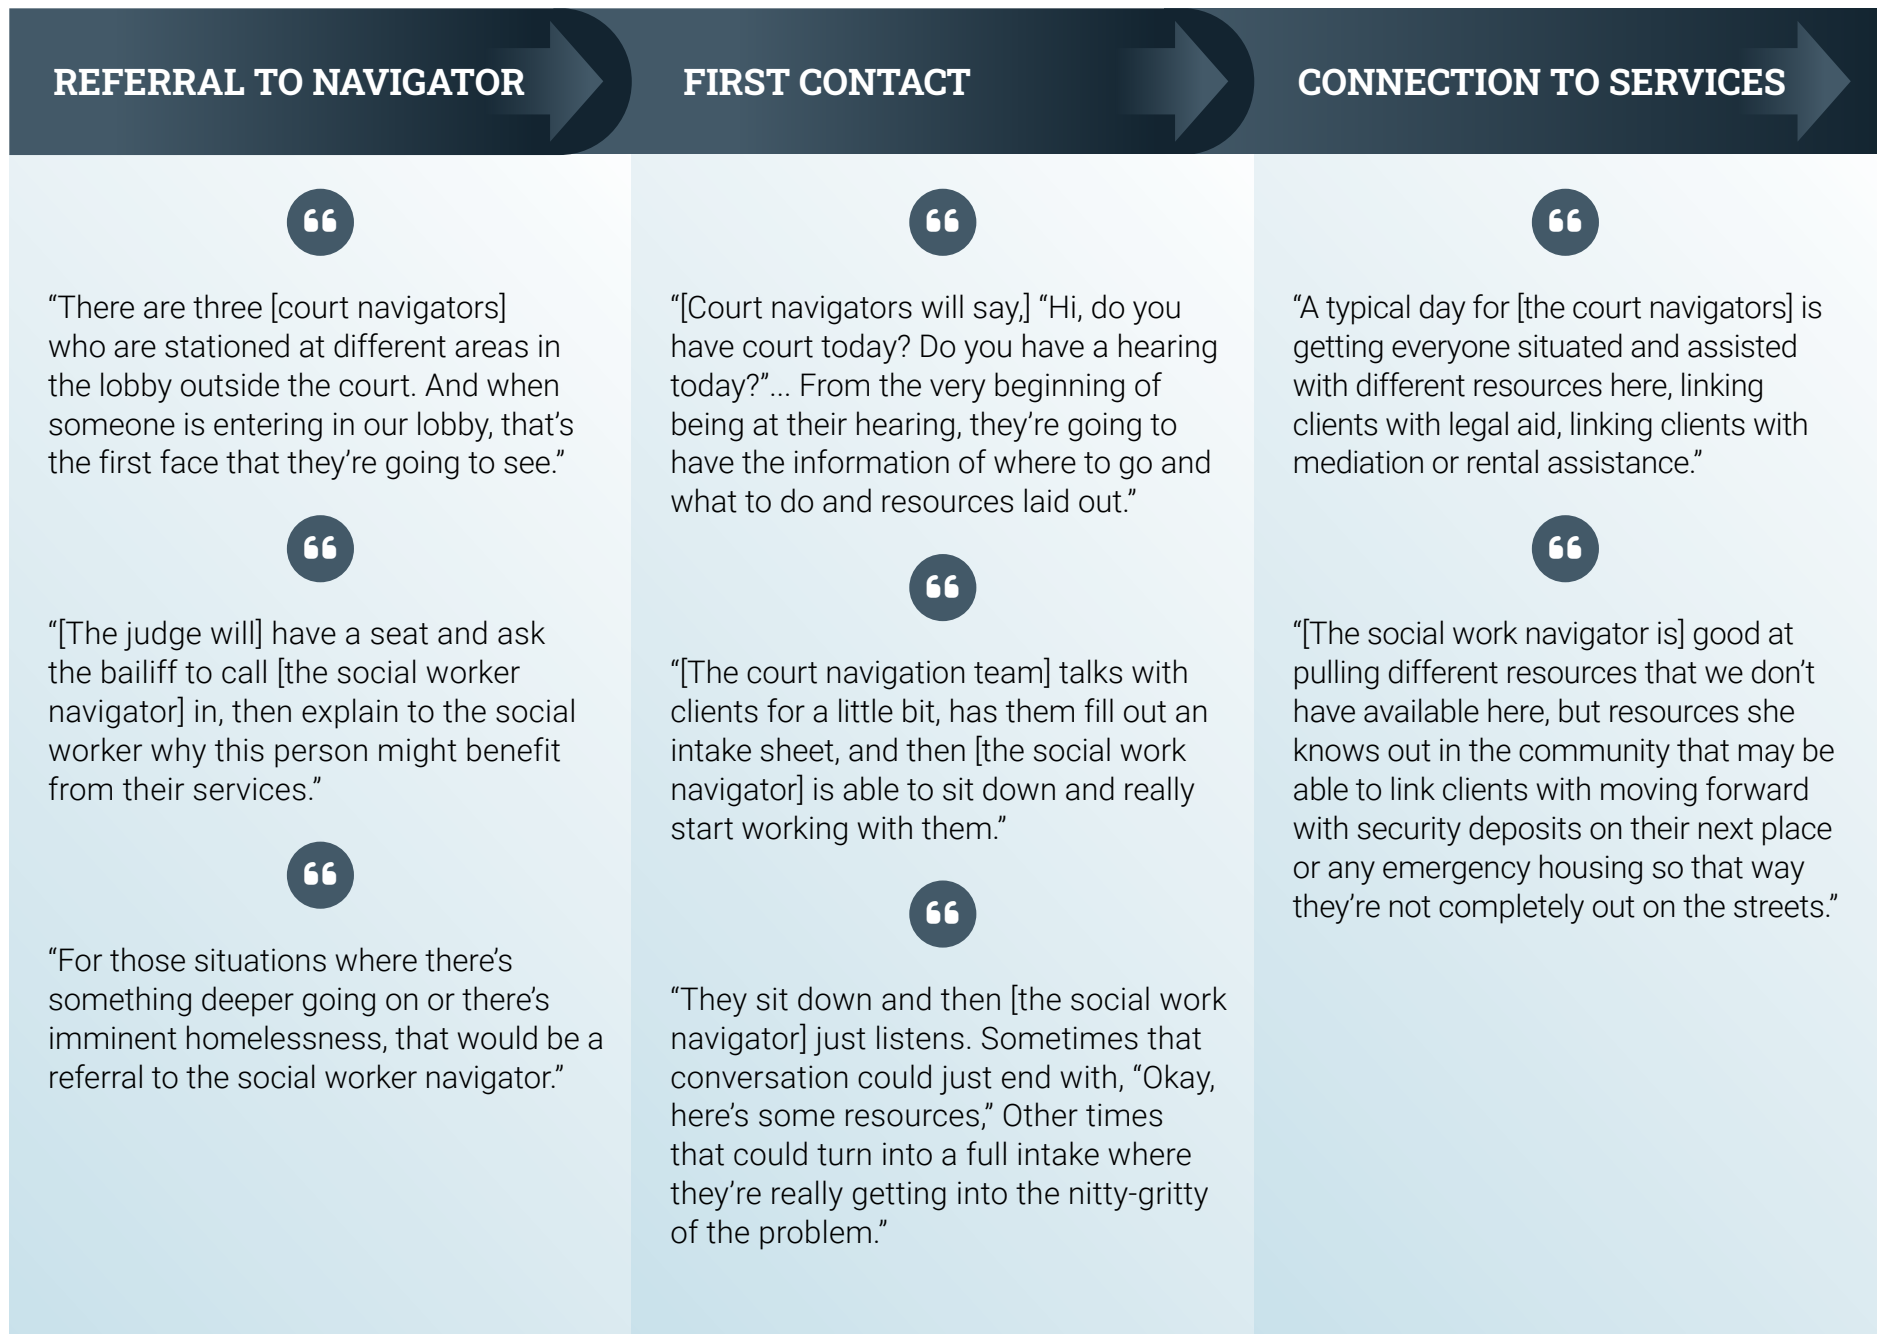 REFERRAL TO NAVIGATOR
“There are three [court navigators]
who are stationed at different areas in
the lobby outside the court. And when
someone is entering in our lobby, that’s
the first face that they’re going to see.”
“[The judge will] have a seat and ask
the bailiff to call [the social worker
navigator] in, then explain to the social
worker why this person might benefit
from their services.”
“For those situations where there’s
something deeper going on or there’s
imminent homelessness, that would be a
referral to the social worker navigator.”
FIRST CONTACT
“[Court navigators will say,] “Hi, do you
have court today? Do you have a hearing
today?”... From the very beginning of
being at their hearing, they’re going to
have the information of where to go and
what to do and resources laid out.”
“[The court navigation team] talks with
clients for a little bit, has them fill out an
intake sheet, and then [the social work
navigator] is able to sit down and really
start working with them.”
“They sit down and then [the social work
navigator] just listens. Sometimes that
conversation could just end with, “Okay,
here’s some resources,” Other times
that could turn into a full intake where
they’re really getting into the nitty-gritty
of the problem.”
CONNECTION TO SERVICES
“A typical day for [the court navigators] is
getting everyone situated and assisted
with different resources here, linking
clients with legal aid, linking clients with
mediation or rental assistance.”
“[The social work navigator is] good at
pulling different resources that we don’t
have available here, but resources she
knows out in the community that may be
able to link clients with moving forward
with security deposits on their next place
or any emergency housing so that way
they’re not completely out on the streets.”